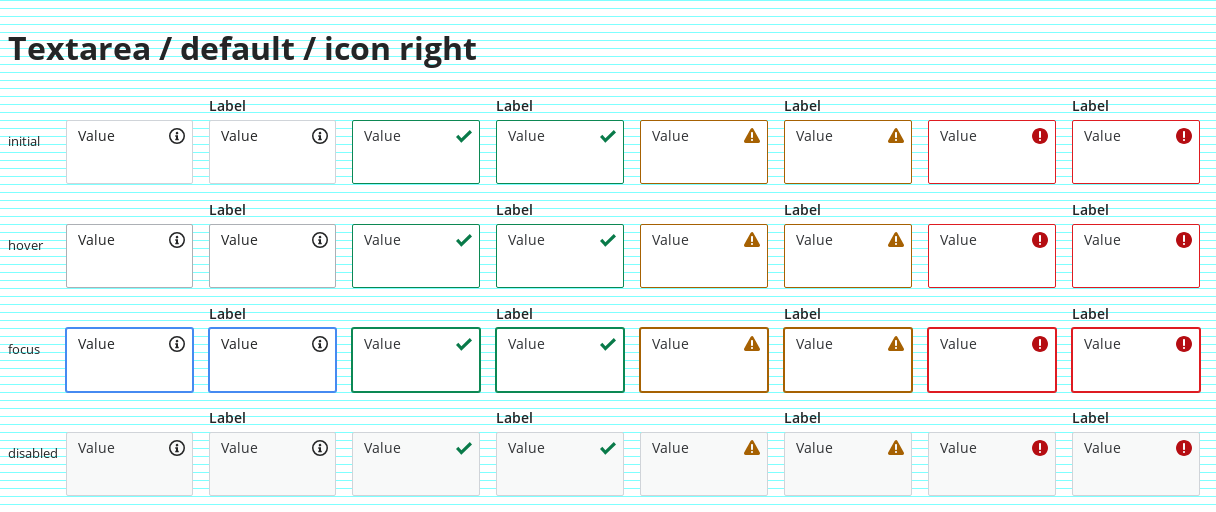 Textarea / default / icon right
Label Label Label Label
initial Value Value Value Value Value Value Value Value
Label Label Label Label
hover Value Value Value Value Value Value Value Value
Label Label Label Label
focus Value Value Value Value Value Value Value Value
Label Label Label Label
disabled Value Value Value Value Value Value Value Value